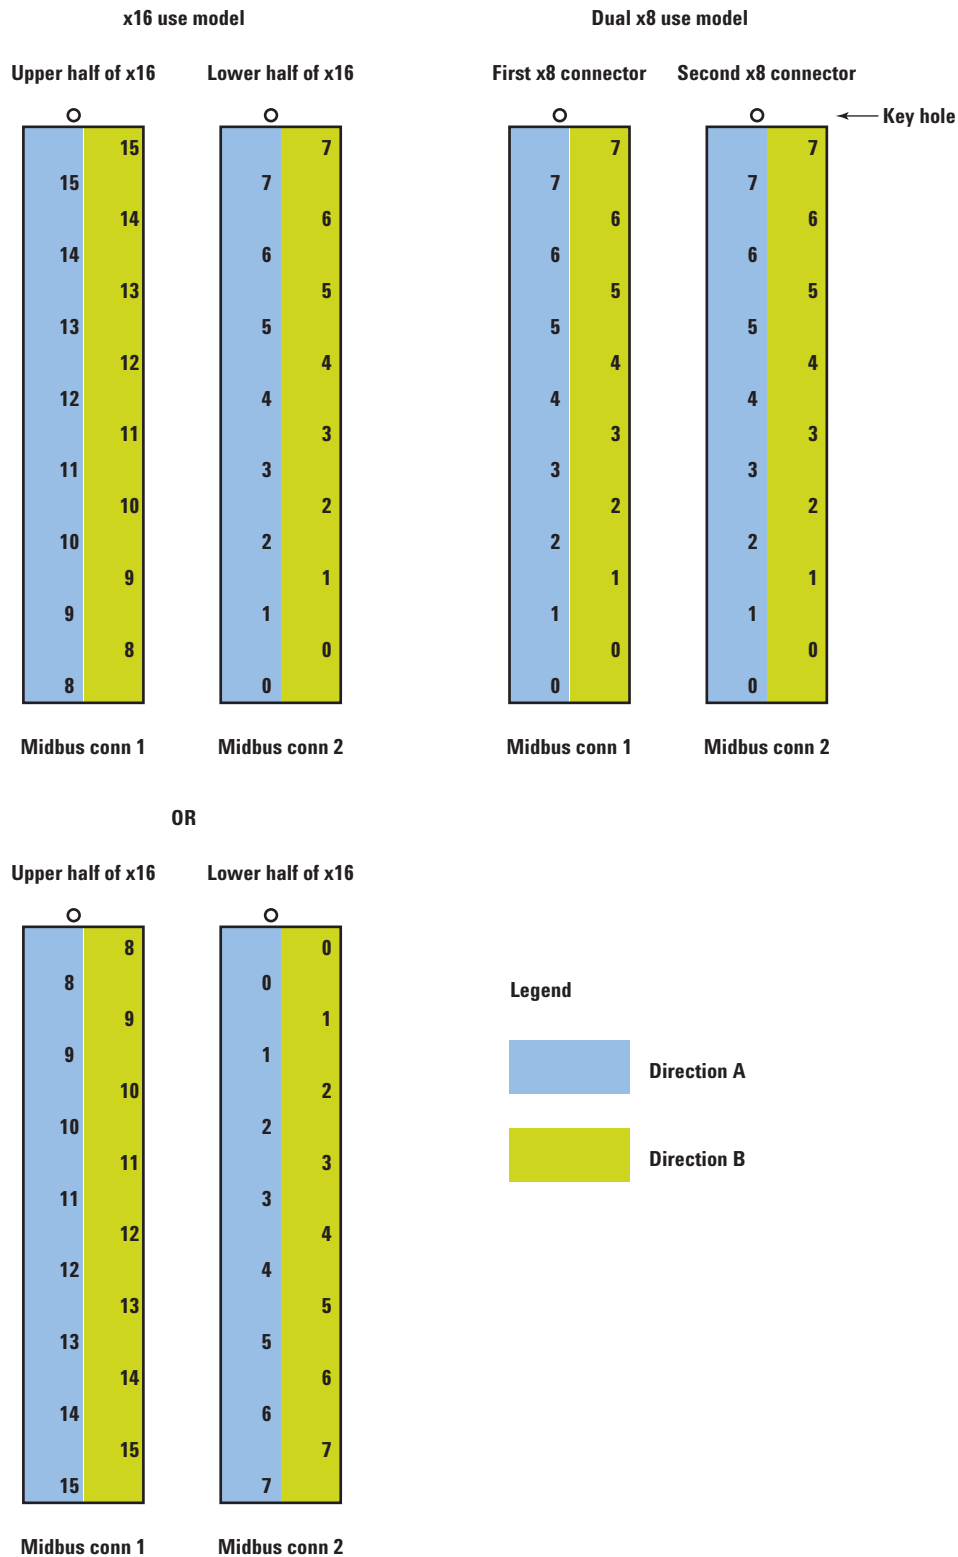 x16 use model
Dual x8 use model
Upper half of x16
Lower half of x16
First x8 connector
Second x8 connector
Key hole
15 7 7 7
15 7 7 7
14 6 6 6
14 6 6 6
13 5 5 5
13 5 5 5
12 4 4 4
12 4 4 4
11 3 3 3
11 3 3 3
10 2 2 2
10 2 2 2
9 1 1 1
9 1 1 1
8 0 0 0
8 0 0 0
Midbus conn 1
Midbus conn 2
Midbus conn 1
Midbus conn 2
OR
Upper half of x16
Lower half of x16
8 0
8 0
9 1
9 1
10 2
10 2
11 3
11 3
12 4
12 4
13 5
13 5
14 6
14 6
15 7
15 7
Midbus conn 1
Midbus conn 2
Legend
Direction A
Direction B